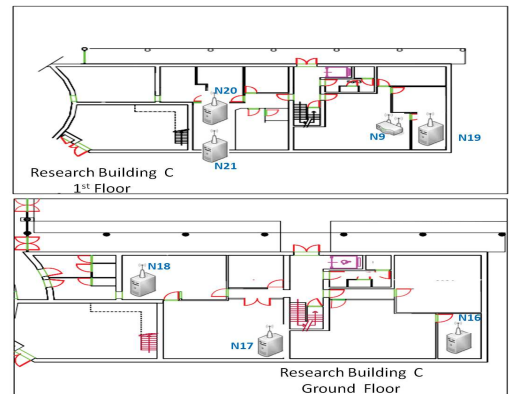 N20
N21
N9
N19
Research Building C
1st Floor
N18
N17
N16
Research Building C
Ground Floor